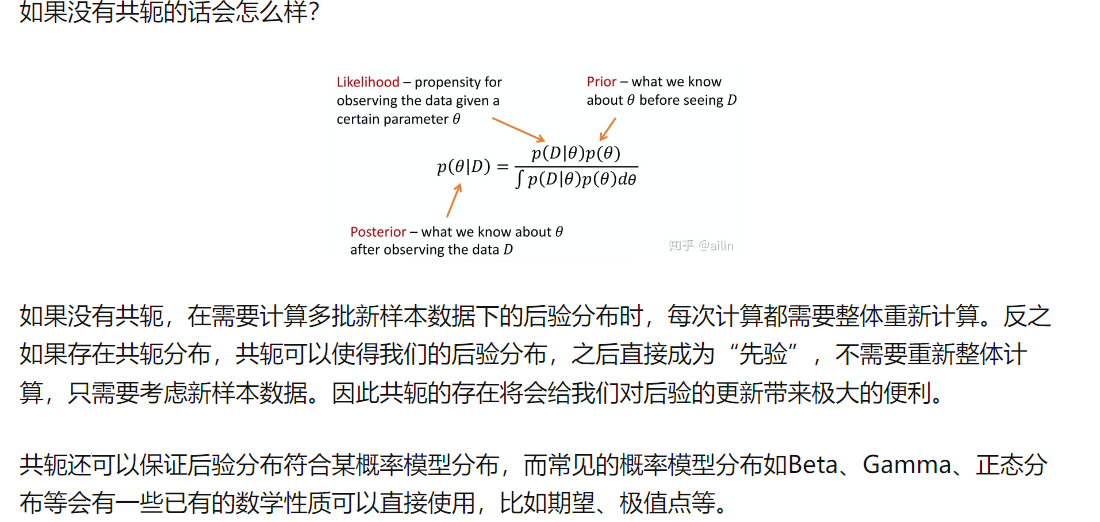 如果没有共轭的话会怎么样？
Likelihood – propensity for
observing the data given a
certain parameter θ
Prior – what we know
about θ before seeing D
p(θ|D) = p(D|θ)p(θ)
∫ p(D|θ)p(θ)dθ
Posterior – what we know about θ
after observing the data D
知乎 @ailin
如果没有共轭，在需要计算多批新样本数据下的后验分布时，每次计算都需要整体重新计算。反之
如果存在共轭分布，共轭可以使得我们的后验分布，之后直接成为“先验”，不需要重新整体计
算，只需要考虑新样本数据。因此共轭的存在将会给我们对后验的更新带来极大的便利。
共轭还可以保证后验分布符合某概率模型分布，而常见的概率模型分布如Beta、Gamma、正态分
布等会有一些已有的数学性质可以直接使用，比如期望、极值点等。